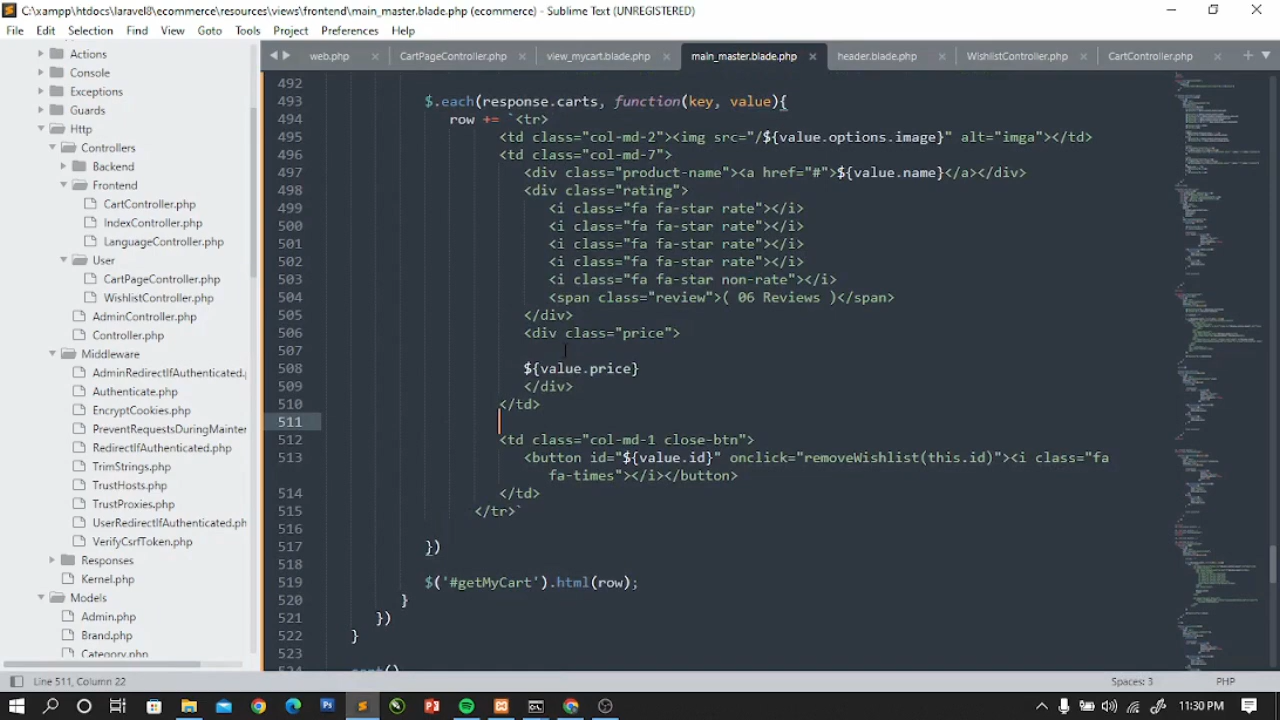 C:\xampp\htdocs\laravel8\ecommerce\resources\views\frontend\main_master.blade.php (ecommerce) - Sublime Text (UNREGISTERED)
File Edit Selection Find View Goto Tools Project Preferences Help
Actions
Console
Exceptions
Guards
Http
Controllers
Backend
Frontend
CartController.php
IndexController.php
LanguageController.php
User
CartPageController.php
WishlistController.php
AdminController.php
Controller.php
Middleware
AdminRedirectIfAuthenticated.
Authenticate.php
EncryptCookies.php
PreventRequestsDuringMainter
RedirectIfAuthenticated.php
TrimStrings.php
TrustHosts.php
TrustProxies.php
UserRedirectIfAuthenticated.ph
VerifyCsrfToken.php
Responses
Kernel.php
Models
Admin.php
Brand.php
Category.php
web.php CartPageController.php view_mycart.blade.php main_master.blade.php header.blade.php WishlistController.php CartController.php
492
493 $.each(response.carts, function(key, value){
494 row += `<tr>
495 <td class="col-md-2"><img src="/${value.options.image}" alt="imga"></td>
496 <td class="col-md-7">
497 <div class="product-name"><a href="#">${value.name}</a></div>
498 <div class="rating">
499 <i class="fa fa-star rate"></i>
500 <i class="fa fa-star rate"></i>
501 <i class="fa fa-star rate"></i>
502 <i class="fa fa-star rate"></i>
503 <i class="fa fa-star non-rate"></i>
504 <span class="review">( 06 Reviews )</span>
505 </div>
506 <div class="price">
507
508 ${value.price}
509 </div>
510 </td>
511
512 <td class="col-md-1 close-btn">
513 <button id="${value.id}" onclick="removeWishlist(this.id)"><i class="fa
fa-times"></i></button>
514 </td>
515 </tr>`
516
517 })
518
519 $('#getMyCart').html(row);
520 }
521 })
522 }
523
524 cart()
Line 511, Column 22 Spaces: 3 PHP
11:30 PM